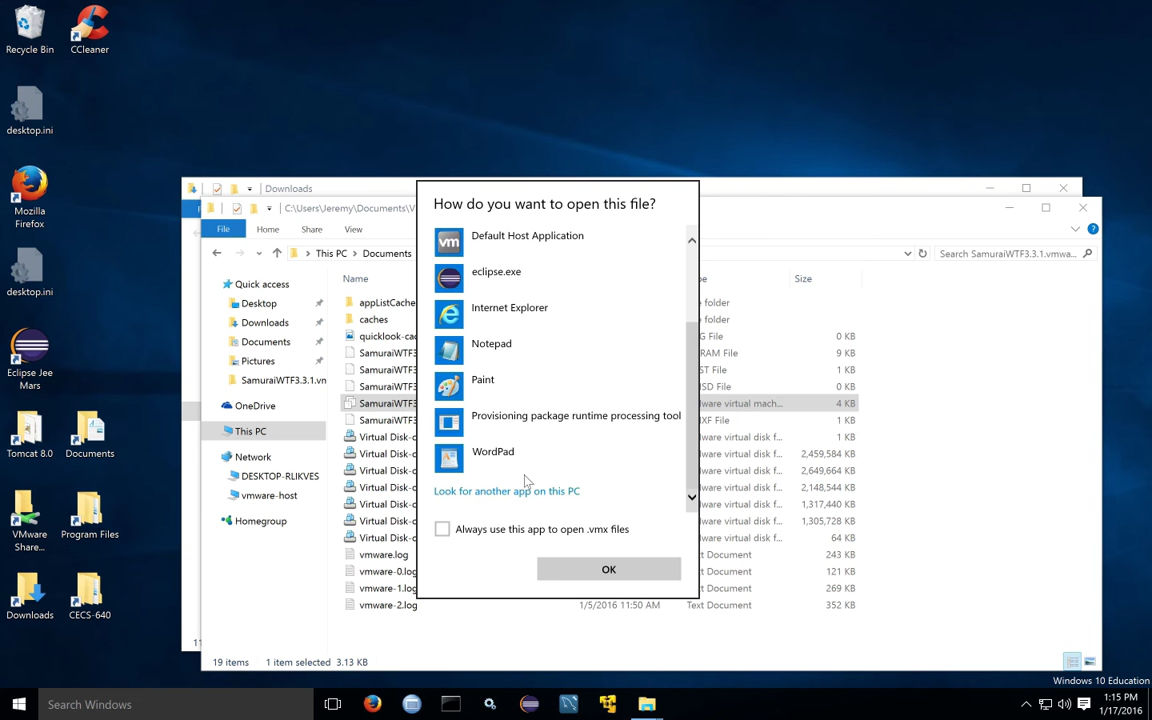 Recycle Bin
CCleaner
desktop.ini
Mozilla
Firefox
desktop.ini
Eclipse Jee
Mars
Tomcat 8.0
Documents
VMware
Share...
Program Files
Downloads
CECS-640
Downloads
C:\Users\Jeremy\Documents\V
File
Home
Share
View
This PC
Documents
Search SamuraiWTF3.3.1.vmwa...
Quick access
Desktop
Downloads
Documents
Pictures
SamuraiWTF3.3.1.vm
OneDrive
This PC
Network
DESKTOP-RLIKVES
vmware-host
Homegroup
Name
Size
appListCache
caches
quicklook-cac
G File
0 KB
SamuraiWTF3
RAM File
9 KB
SamuraiWTF3
ST File
1 KB
SamuraiWTF3
SD File
0 KB
SamuraiWTF3
ware virtual mach...
4 KB
SamuraiWTF3
XF File
1 KB
Virtual Disk-c
ware virtual disk f...
1 KB
Virtual Disk-c
ware virtual disk f...
2,459,584 KB
Virtual Disk-c
ware virtual disk f...
2,649,664 KB
Virtual Disk-c
ware virtual disk f...
2,148,544 KB
Virtual Disk-c
ware virtual disk f...
1,317,440 KB
Virtual Disk-c
ware virtual disk f...
1,305,728 KB
Virtual Disk-c
ware virtual disk f...
64 KB
vmware.log
xt Document
243 KB
vmware-0.log
xt Document
121 KB
vmware-1.log
xt Document
269 KB
vmware-2.log
1/5/2016 11:50 AM
Text Document
352 KB
How do you want to open this file?
vm
Default Host Application
eclipse.exe
Internet Explorer
Notepad
Paint
Provisioning package runtime processing tool
WordPad
Look for another app on this PC
Always use this app to open .vmx files
OK
11
19 items
1 item selected 3.13 KB
Windows 10 Education
Search Windows
1:15 PM
1/17/2016